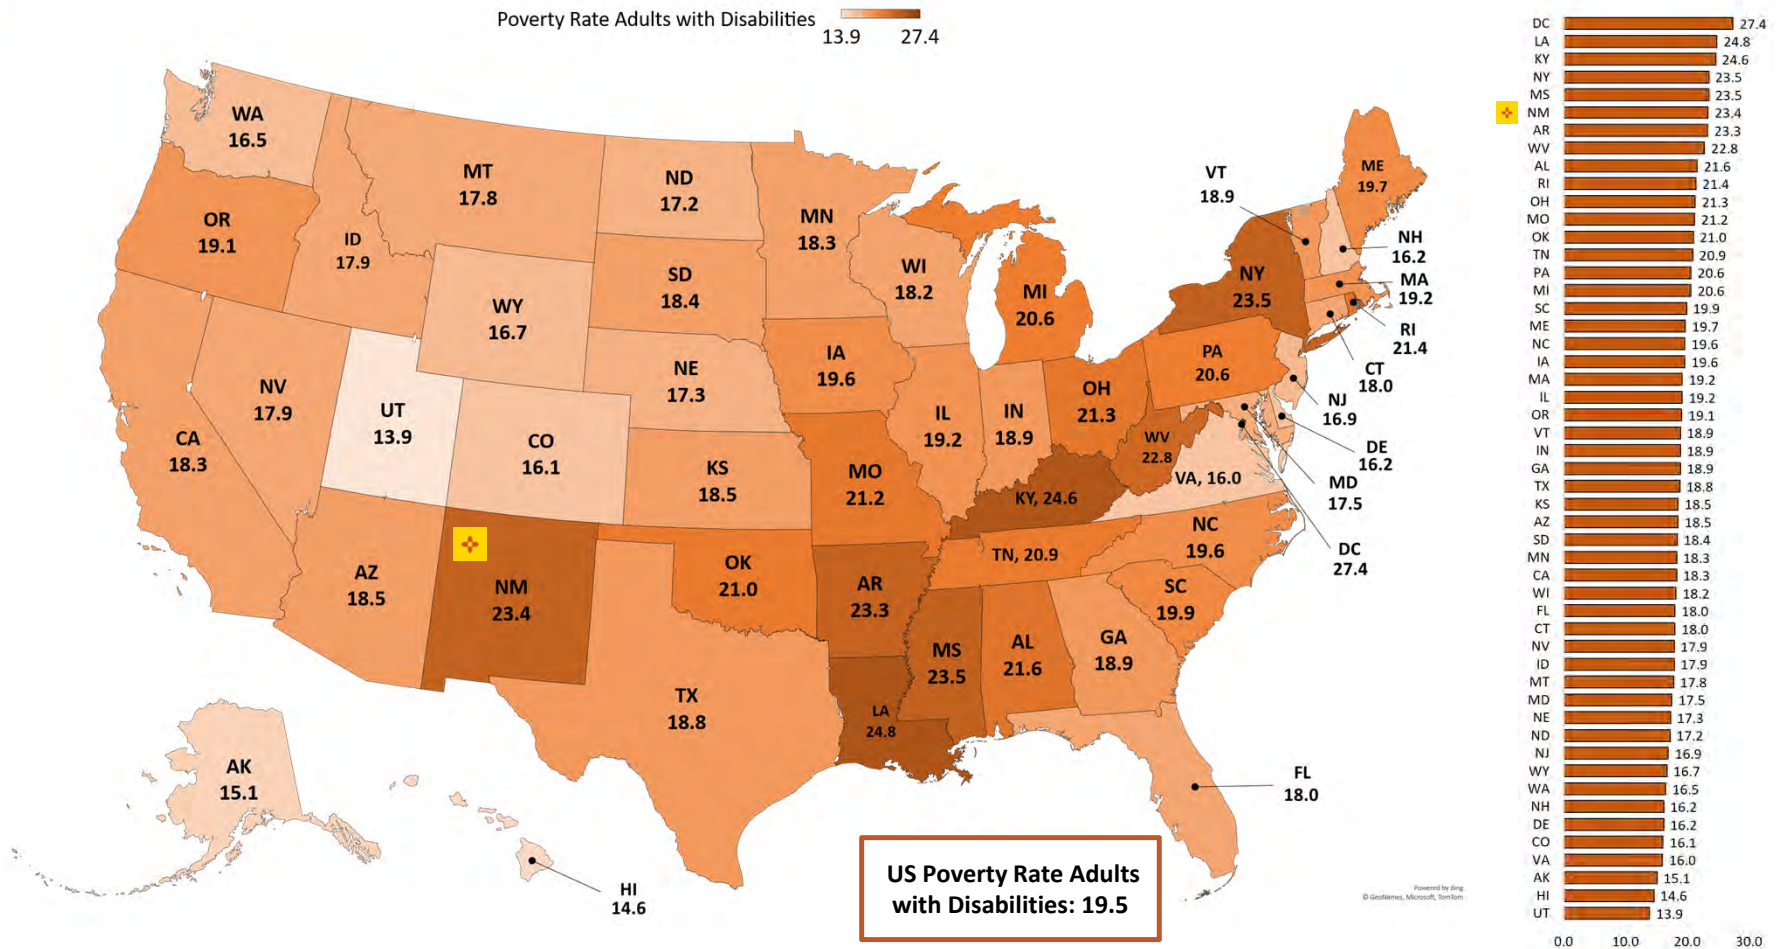 Poverty Rate Adults with Disabilities
13.9 27.4
WA
16.5
MT
17.8
ND
17.2
MN
18.3
OR
19.1
ID
17.9
WY
16.7
SD
18.4
WI
18.2
MI
20.6
NY
23.5
VT
18.9
ME
19.7
NH
16.2
MA
19.2
RI
21.4
CT
18.0
NJ
16.9
DE
16.2
MD
17.5
DC
27.4
PA
20.6
OH
21.3
IN
18.9
IL
19.2
IA
19.6
NE
17.3
NV
17.9
UT
13.9
CO
16.1
CA
18.3
KS
18.5
MO
21.2
KY, 24.6
WV
22.8
VA, 16.0
NC
19.6
TN, 20.9
SC
19.9
AZ
18.5
NM
23.4
OK
21.0
AR
23.3
MS
23.5
AL
21.6
GA
18.9
TX
18.8
LA
24.8
FL
18.0
AK
15.1
HI
14.6
US Poverty Rate Adults
with Disabilities: 19.5
Powered by Bing
© GeoNames, Microsoft, TomTom
DC 27.4
LA 24.8
KY 24.6
NY 23.5
MS 23.5
NM 23.4
AR 23.3
WV 22.8
AL 21.6
RI 21.4
OH 21.3
MO 21.2
OK 21.0
TN 20.9
PA 20.6
MI 20.6
SC 19.9
ME 19.7
NC 19.6
IA 19.6
MA 19.2
IL 19.2
OR 19.1
VT 18.9
IN 18.9
GA 18.9
TX 18.8
KS 18.5
AZ 18.5
SD 18.4
MN 18.3
CA 18.3
WI 18.2
FL 18.0
CT 18.0
NV 17.9
ID 17.9
MT 17.8
MD 17.5
NE 17.3
ND 17.2
NJ 16.9
WY 16.7
WA 16.5
NH 16.2
DE 16.2
CO 16.1
VA 16.0
AK 15.1
HI 14.6
UT 13.9
0.0 10.0 20.0 30.0